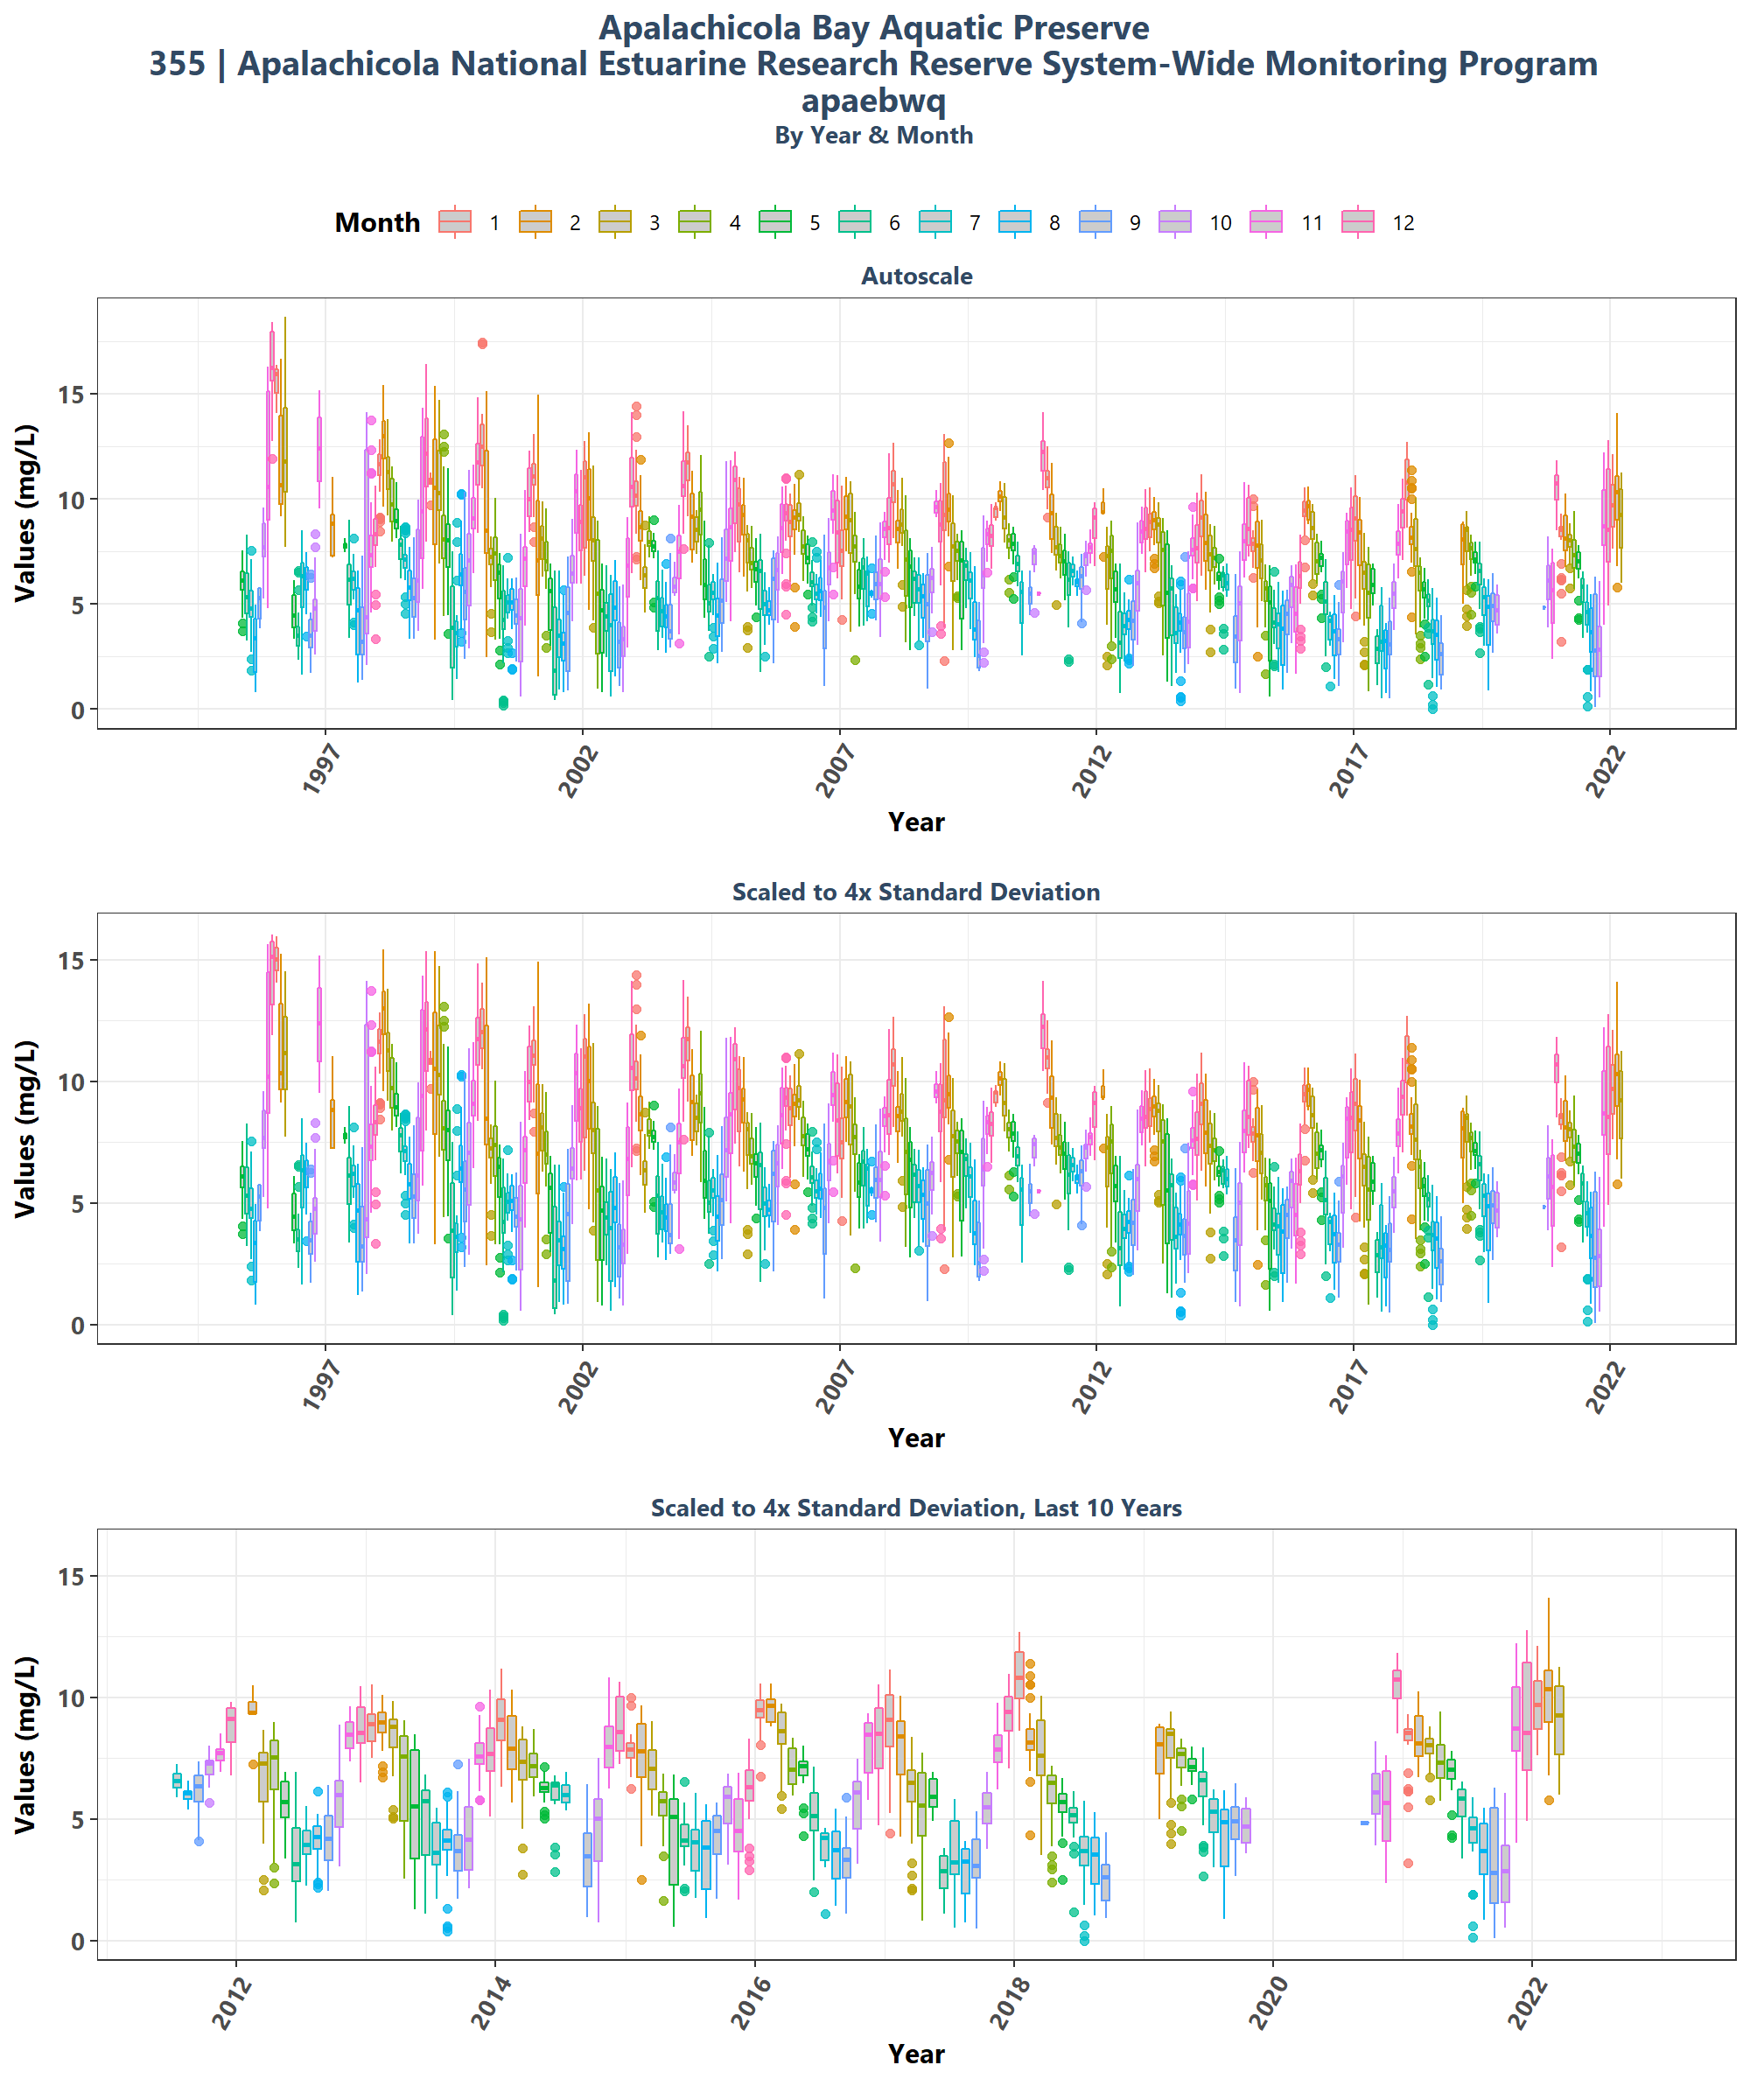 Apalachicola Bay Aquatic Preserve
355 | Apalachicola National Estuarine Research Reserve System-Wide Monitoring Program
apaebwq
By Year & Month
Month 1 2 3 4 5 6 7 8 9 10 11 12
Autoscale
Values (mg/L)
15
10
5
0
1997 2002 2007 2012 2017 2022
Year
Scaled to 4x Standard Deviation
Values (mg/L)
15
10
5
0
1997 2002 2007 2012 2017 2022
Year
Scaled to 4x Standard Deviation, Last 10 Years
Values (mg/L)
15
10
5
0
2012 2014 2016 2018 2020 2022
Year